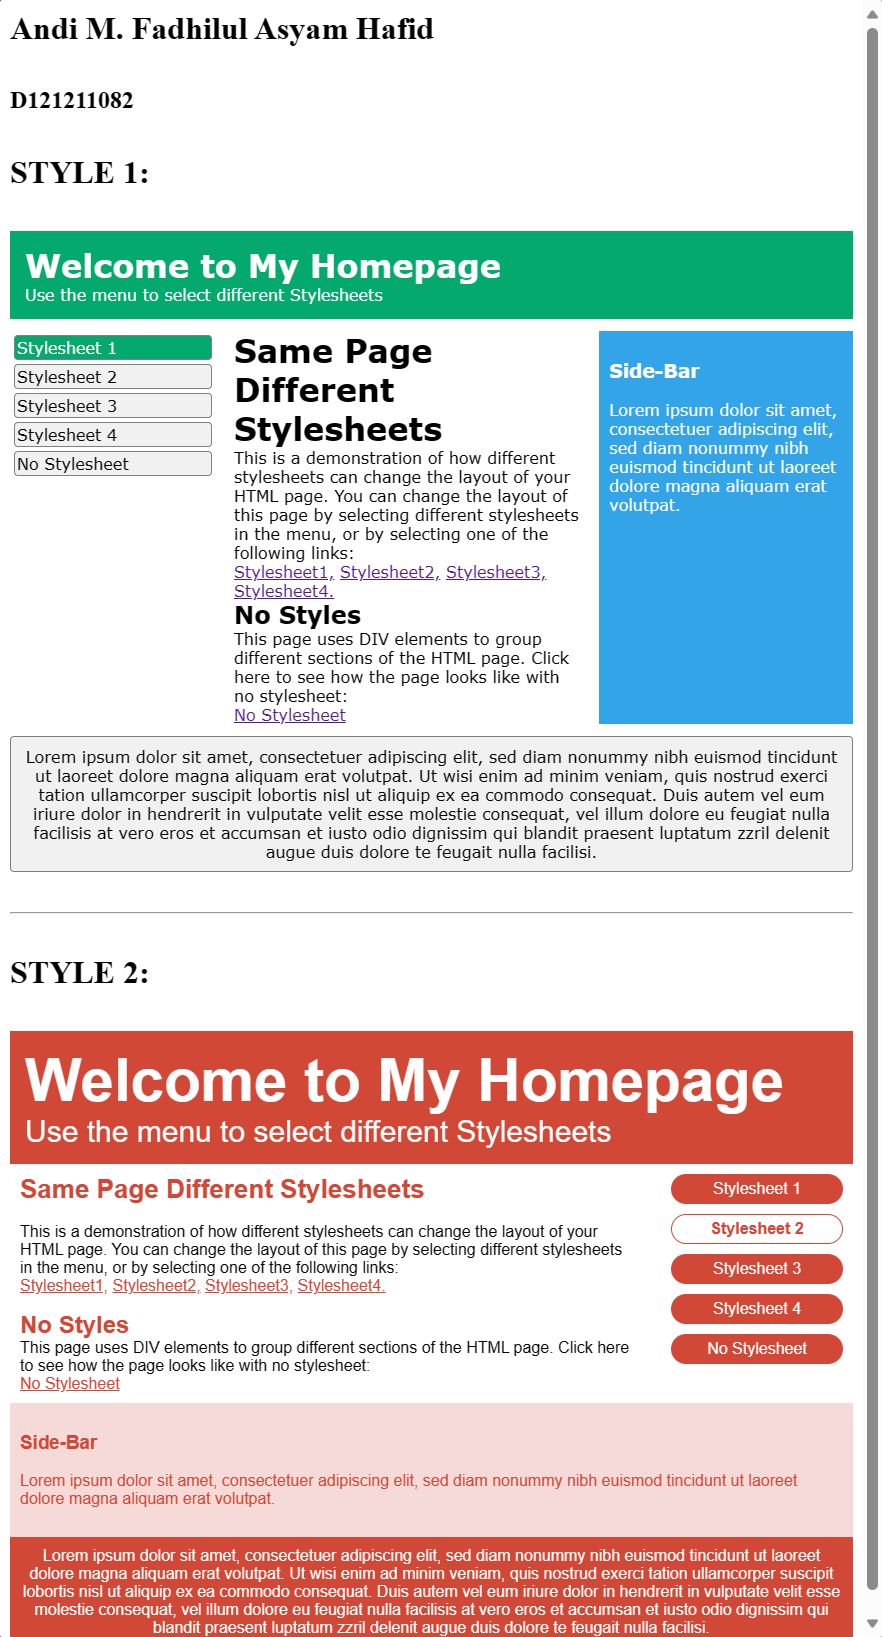 Andi M. Fadhilul Asyam Hafid
D121211082
STYLE 1:
Welcome to My Homepage
Use the menu to select different Stylesheets
Stylesheet 1
Stylesheet 2
Stylesheet 3
Stylesheet 4
No Stylesheet
Same Page
Different
Stylesheets
This is a demonstration of how different
stylesheets can change the layout of your
HTML page. You can change the layout of
this page by selecting different stylesheets
in the menu, or by selecting one of the
following links:
Stylesheet1, Stylesheet2, Stylesheet3,
Stylesheet4.
No Styles
This page uses DIV elements to group
different sections of the HTML page. Click
here to see how the page looks like with
no stylesheet:
No Stylesheet
Side-Bar
Lorem ipsum dolor sit amet,
consectetuer adipiscing elit,
sed diam nonummy nibh
euismod tincidunt ut laoreet
dolore magna aliquam erat
volutpat.
Lorem ipsum dolor sit amet, consectetuer adipiscing elit, sed diam nonummy nibh euismod tincidunt
ut laoreet dolore magna aliquam erat volutpat. Ut wisi enim ad minim veniam, quis nostrud exerci
tation ullamcorper suscipit lobortis nisl ut aliquip ex ea commodo consequat. Duis autem vel eum
iriure dolor in hendrerit in vulputate velit esse molestie consequat, vel illum dolore eu feugiat nulla
facilisis at vero eros et accumsan et iusto odio dignissim qui blandit praesent luptatum zzril delenit
augue duis dolore te feugait nulla facilisi.
STYLE 2:
Welcome to My Homepage
Use the menu to select different Stylesheets
Same Page Different Stylesheets
This is a demonstration of how different stylesheets can change the layout of your
HTML page. You can change the layout of this page by selecting different stylesheets
in the menu, or by selecting one of the following links:
Stylesheet1, Stylesheet2, Stylesheet3, Stylesheet4.
No Styles
This page uses DIV elements to group different sections of the HTML page. Click here
to see how the page looks like with no stylesheet:
No Stylesheet
Stylesheet 1
Stylesheet 2
Stylesheet 3
Stylesheet 4
No Stylesheet
Side-Bar
Lorem ipsum dolor sit amet, consectetuer adipiscing elit, sed diam nonummy nibh euismod tincidunt ut laoreet
dolore magna aliquam erat volutpat.
Lorem ipsum dolor sit amet, consectetuer adipiscing elit, sed diam nonummy nibh euismod tincidunt ut laoreet
dolore magna aliquam erat volutpat. Ut wisi enim ad minim veniam, quis nostrud exerci tation ullamcorper suscipit
lobortis nisl ut aliquip ex ea commodo consequat. Duis autem vel eum iriure dolor in hendrerit in vulputate velit esse
molestie consequat, vel illum dolore eu feugiat nulla facilisis at vero eros et accumsan et iusto odio dignissim qui
blandit praesent luptatum zzril delenit augue duis dolore te feugait nulla facilisi.